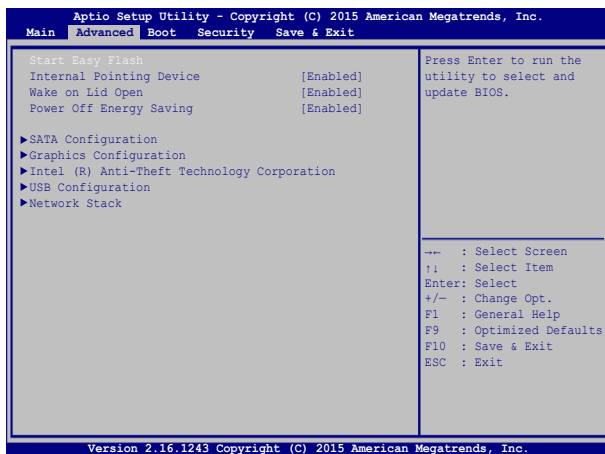 Aptio Setup Utility - Copyright (C) 2015 American Megatrends, Inc.
Main Advanced Boot Security Save & Exit
Start Easy Flash
Internal Pointing Device [Enabled]
Wake on Lid Open [Enabled]
Power Off Energy Saving [Enabled]
▶SATA Configuration
▶Graphics Configuration
▶Intel (R) Anti-Theft Technology Corporation
▶USB Configuration
▶Network Stack
Press Enter to run the
utility to select and
update BIOS.
→← : Select Screen
↑↓ : Select Item
Enter: Select
+/— : Change Opt.
F1 : General Help
F9 : Optimized Defaults
F10 : Save & Exit
ESC : Exit
Version 2.16.1243 Copyright (C) 2015 American Megatrends, Inc.